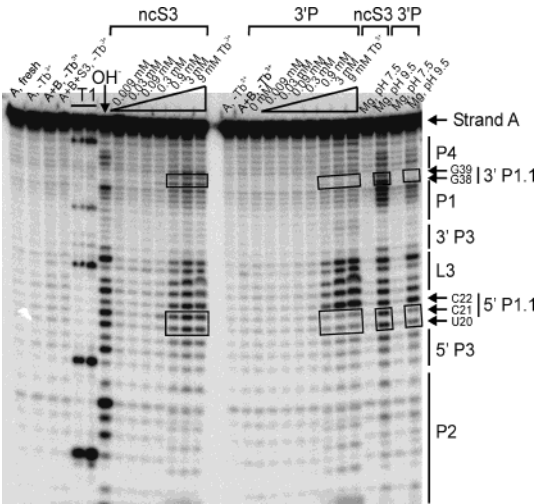 ncS3 3'P ncS3 3'P
A, fresh
A, -Tb³⁺
A+B, -Tb³⁺
A+B+S3, -Tb³⁺
T1
OH⁻
0.009 mM
0.03 mM
0.09 mM
0.3 mM
0.9 mM
3 mM
9 mM Tb³⁺
A, -Tb³⁺
A+B, -Tb³⁺
0.009 mM
0.03 mM
0.3 mM
0.9 mM
3 mM
9 mM Tb³⁺
Mg, pH 7.5
Mg, pH 9.5
Mg, pH 7.5
Mg, pH 9.5
Strand A
P4
G39
G38
3' P1.1
P1
3' P3
L3
C22
C21
U20
5' P1.1
5' P3
P2